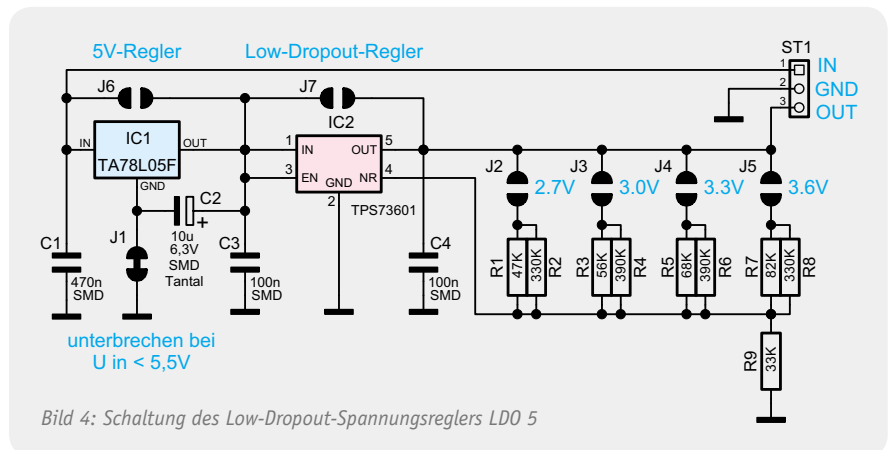 5V-Regler
Low-Dropout-Regler
ST1
1
IN
2
GND
3
OUT
J6
J7
IC1
IN
OUT
TA78L05F
GND
IC2
1
IN
OUT
5
3
EN
NR
4
GND
2
TPS73601
J2
2.7V
J3
3.0V
J4
3.3V
J5
3.6V
C2
+
10u
6,3V
SMD
Tantal
J1
C1
470n
SMD
C3
100n
SMD
C4
100n
SMD
R1
47K
330K
R2
R3
56K
390K
R4
R5
68K
390K
R6
R7
82K
330K
R8
R9
33K
unterbrechen bei
U in < 5,5V
Bild 4: Schaltung des Low-Dropout-Spannungsreglers LDO 5